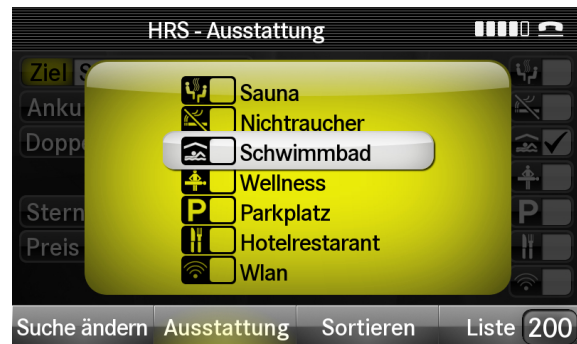 HRS - Ausstattung
Ziel S
Anku
Dopp
Stern
Preis
Sauna
Nichtraucher
Schwimmbad
Wellness
P Parkplatz
Hotelrestarant
Wlan
P
Suche ändern Ausstattung Sortieren Liste 200